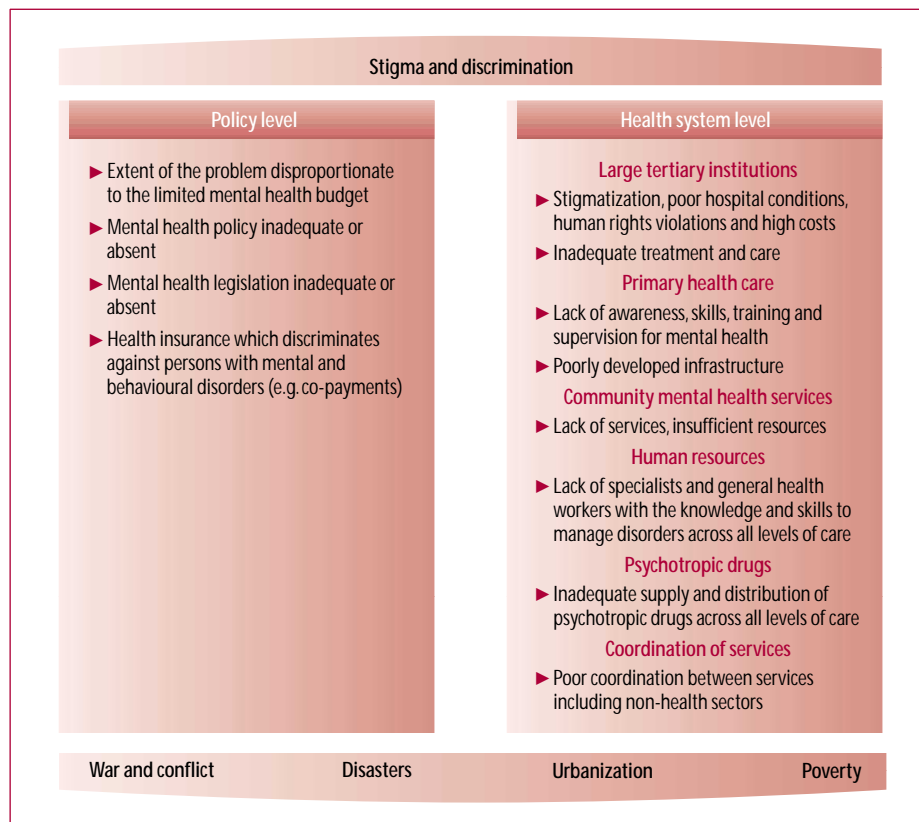 Stigma and discrimination
Policy level
▶ Extent of the problem disproportionate
to the limited mental health budget
▶ Mental health policy inadequate or
absent
▶ Mental health legislation inadequate or
absent
▶ Health insurance which discriminates
against persons with mental and
behavioural disorders (e.g. co-payments)
Health system level
Large tertiary institutions
▶ Stigmatization, poor hospital conditions,
human rights violations and high costs
▶ Inadequate treatment and care
Primary health care
▶ Lack of awareness, skills, training and
supervision for mental health
▶ Poorly developed infrastructure
Community mental health services
▶ Lack of services, insufficient resources
Human resources
▶ Lack of specialists and general health
workers with the knowledge and skills to
manage disorders across all levels of care
Psychotropic drugs
▶ Inadequate supply and distribution of
psychotropic drugs across all levels of care
Coordination of services
▶ Poor coordination between services
including non-health sectors
War and conflict Disasters Urbanization Poverty